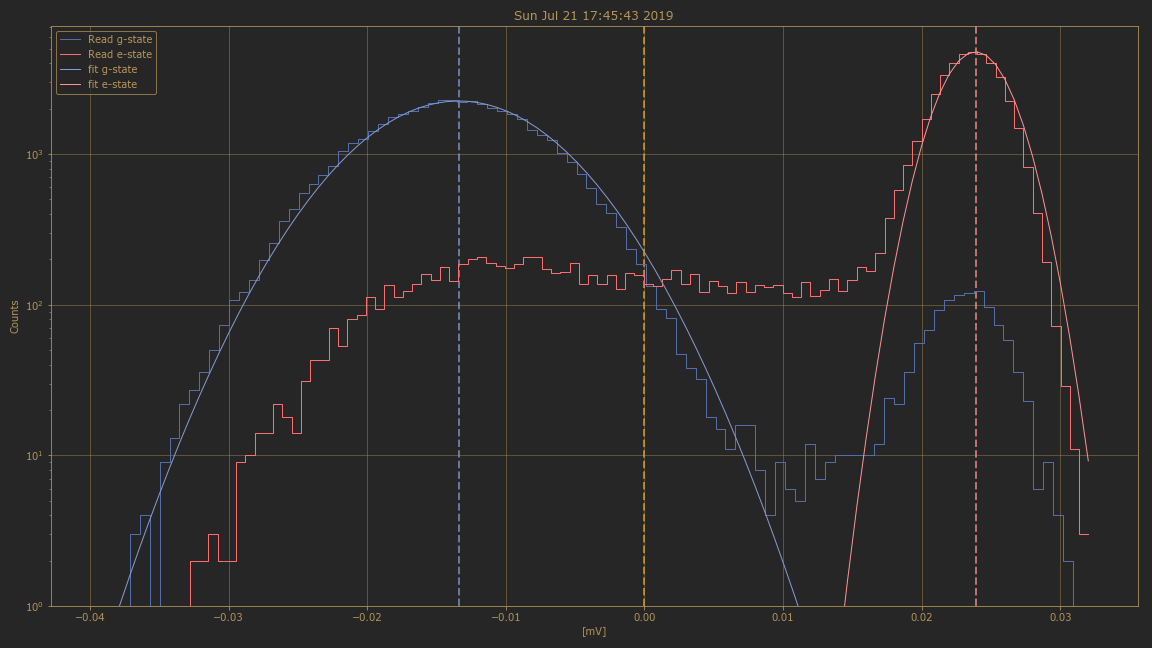 Sun Jul 21 17:45:43 2019
Read g-state
Read e-state
fit g-state
fit e-state
Counts
10³
10²
10¹
10⁰
−0.04 −0.03 −0.02 −0.01 0.00 0.01 0.02 0.03
[mV]